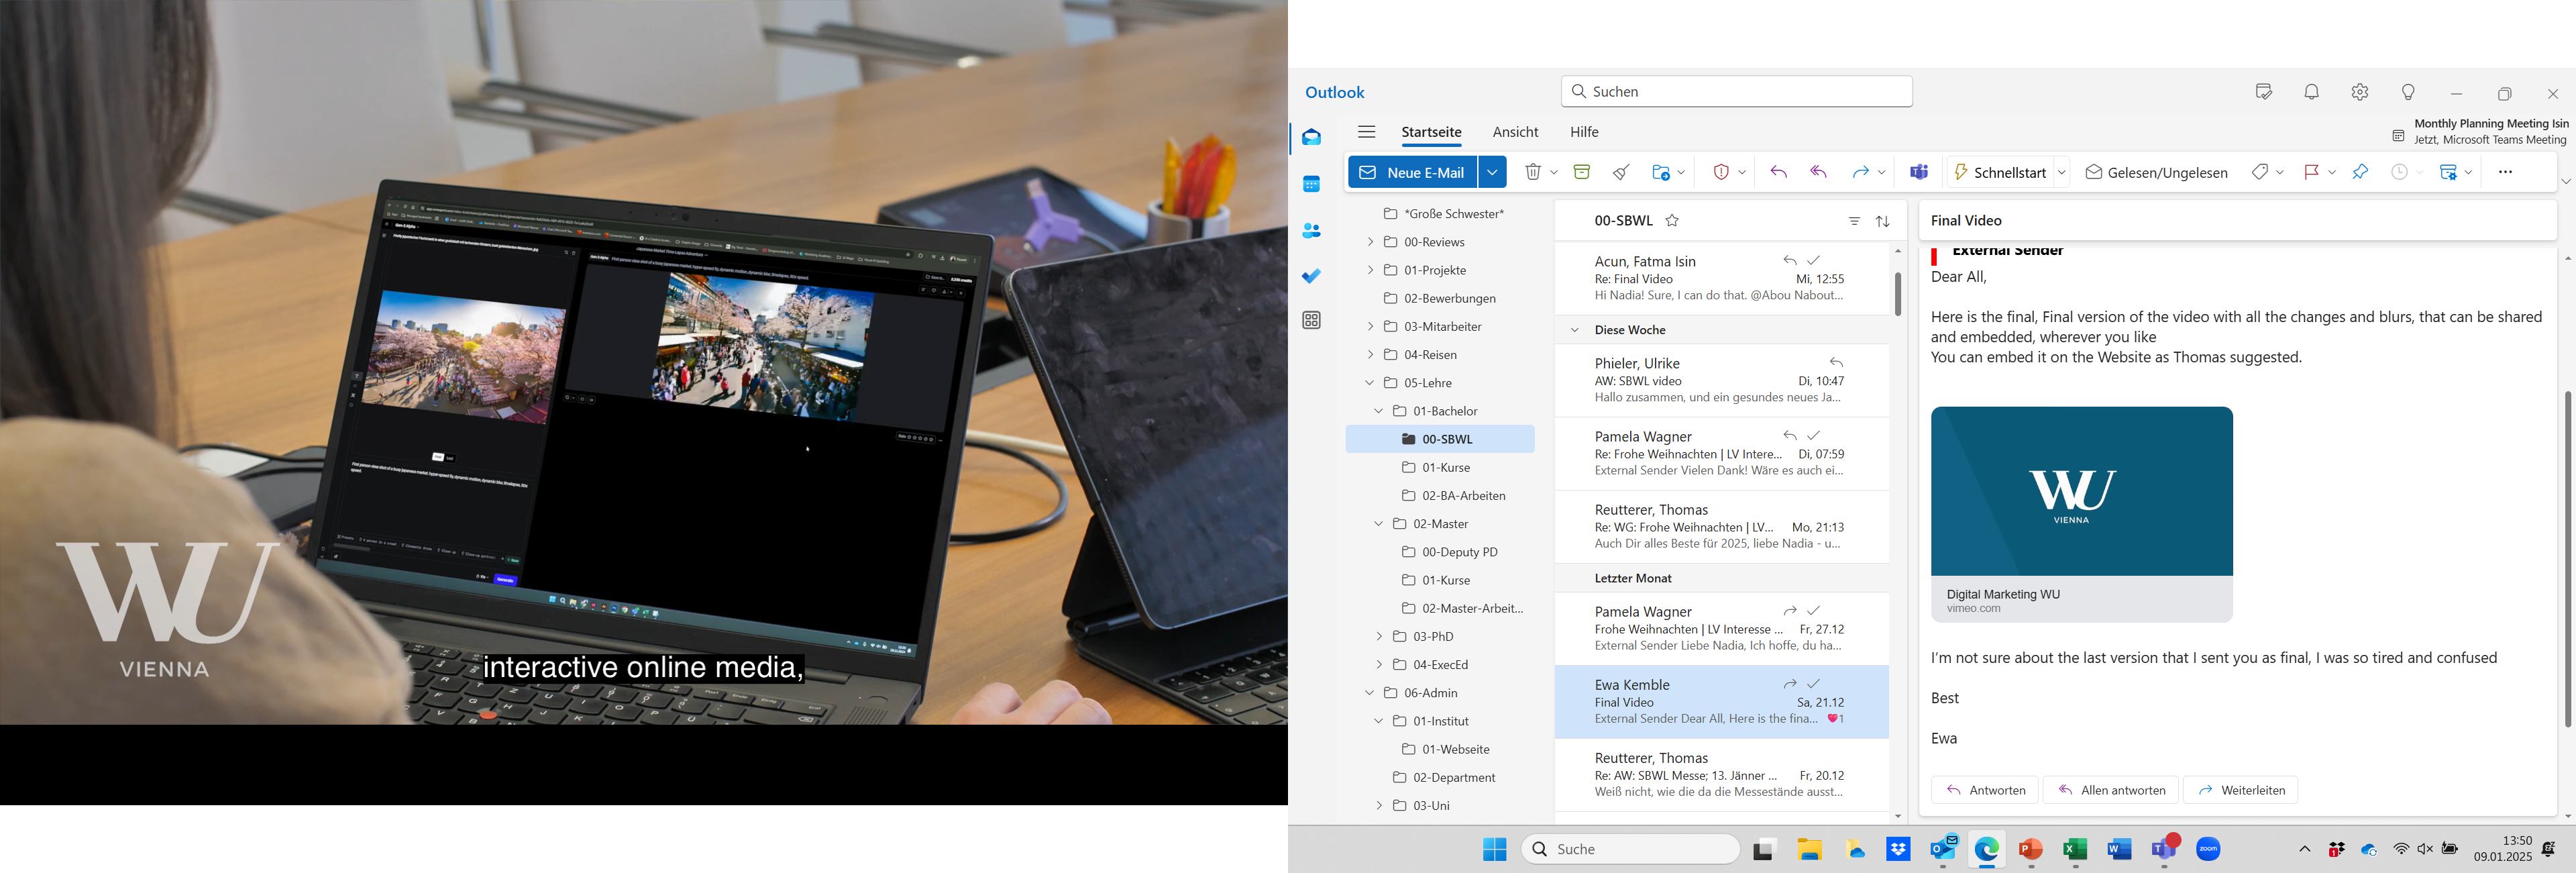 WU
VIENNA
interactive online media,
Outlook
Suchen
Startseite
Ansicht
Hilfe
Monthly Planning Meeting Isin
Jetzt, Microsoft Teams Meeting
Neue E-Mail
Schnellstart
Gelesen/Ungelesen
*Große Schwester*
00-Reviews
01-Projekte
02-Bewerbungen
03-Mitarbeiter
04-Reisen
05-Lehre
01-Bachelor
00-SBWL
01-Kurse
02-BA-Arbeiten
02-Master
00-Deputy PD
01-Kurse
02-Master-Arbeit...
03-PhD
04-ExecEd
06-Admin
01-Institut
01-Webseite
02-Department
03-Uni
00-SBWL
Acun, Fatma Isin
Re: Final Video Mi, 12:55
Hi Nadia! Sure, I can do that. @Abou Nabout...
Diese Woche
Phieler, Ulrike
AW: SBWL video Di, 10:47
Hallo zusammen, und ein gesundes neues Ja...
Pamela Wagner
Re: Frohe Weihnachten | LV Intere... Di, 07:59
External Sender Vielen Dank! Wäre es auch ei...
Reutterer, Thomas
Re: WG: Frohe Weihnachten | LV... Mo, 21:13
Auch Dir alles Beste für 2025, liebe Nadia - u...
Letzter Monat
Pamela Wagner
Frohe Weihnachten | LV Interesse ... Fr, 27.12
External Sender Liebe Nadia, Ich hoffe, du ha...
Ewa Kemble
Final Video Sa, 21.12
External Sender Dear All, Here is the fina... 1
Reutterer, Thomas
Re: AW: SBWL Messe; 13. Jänner ... Fr, 20.12
Weiß nicht, wie die da die Messestände ausst...
Final Video
External Sender
Dear All,
Here is the final, Final version of the video with all the changes and blurs, that can be shared
and embedded, wherever you like
You can embed it on the Website as Thomas suggested.
WU
VIENNA
Digital Marketing WU
vimeo.com
I'm not sure about the last version that I sent you as final, I was so tired and confused
Best
Ewa
Antworten
Allen antworten
Weiterleiten
Suche
zoom
13:50
09.01.2025